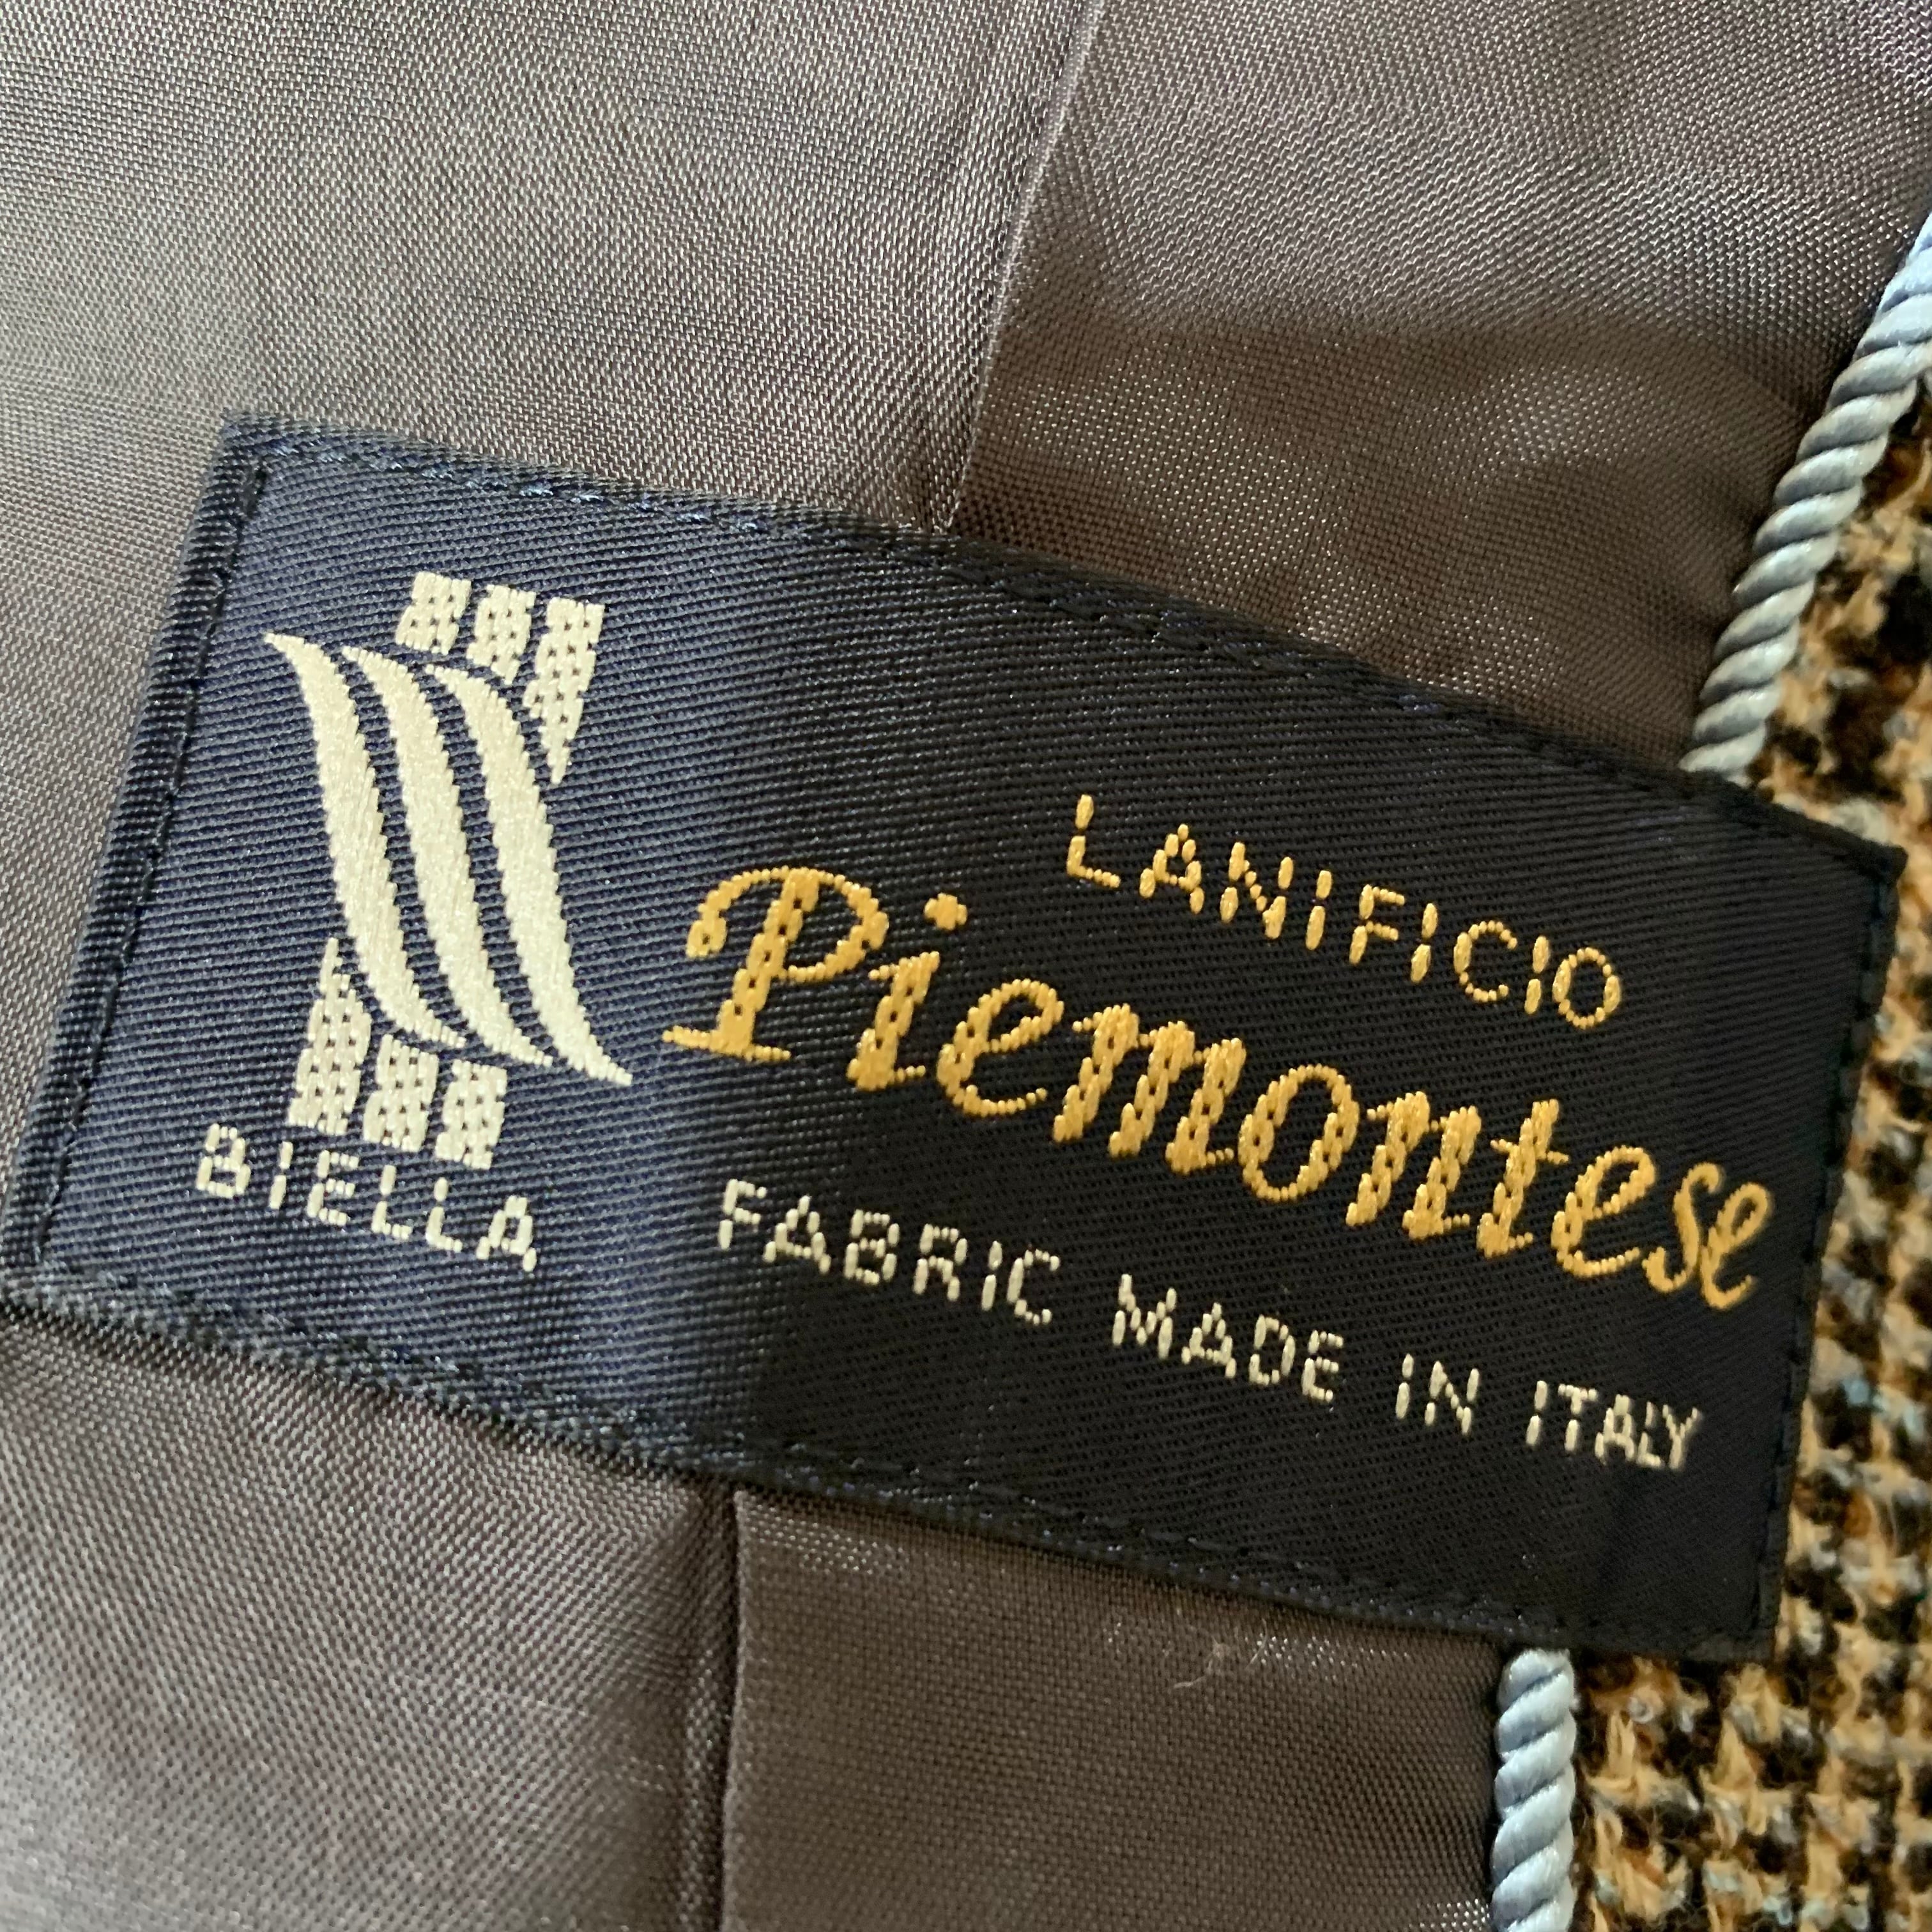 LANIFICIO
Piemontese
BIELLA
FABRIC MADE IN ITALY